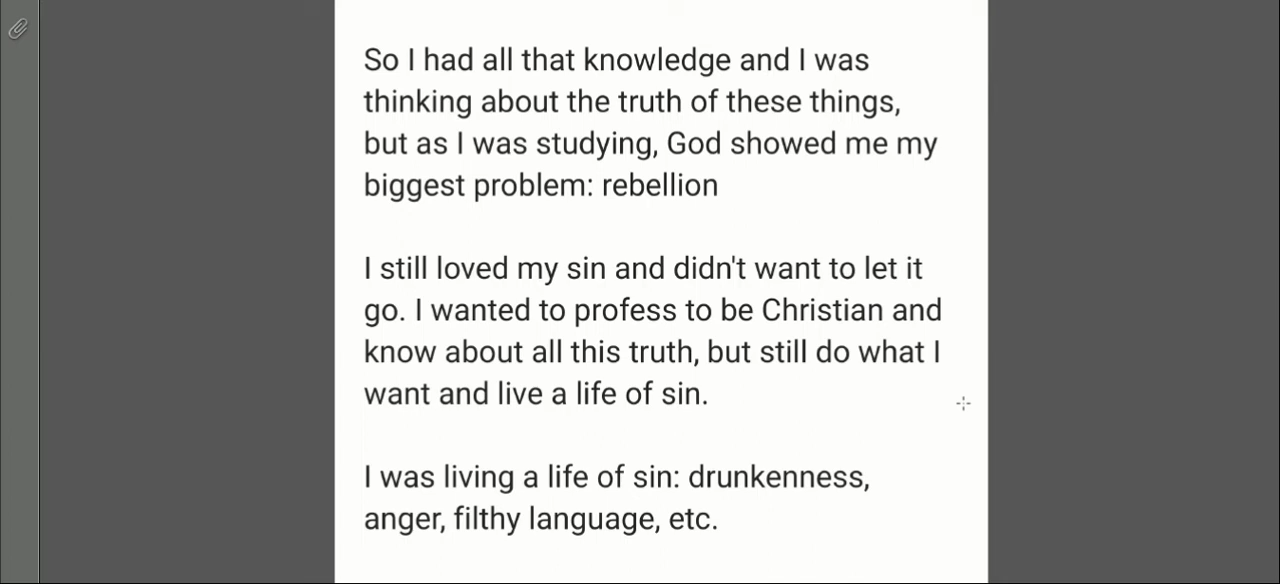 So I had all that knowledge and I was
thinking about the truth of these things,
but as I was studying, God showed me my
biggest problem: rebellion
I still loved my sin and didn't want to let it
go. I wanted to profess to be Christian and
know about all this truth, but still do what I
want and live a life of sin.
I was living a life of sin: drunkenness,
anger, filthy language, etc.